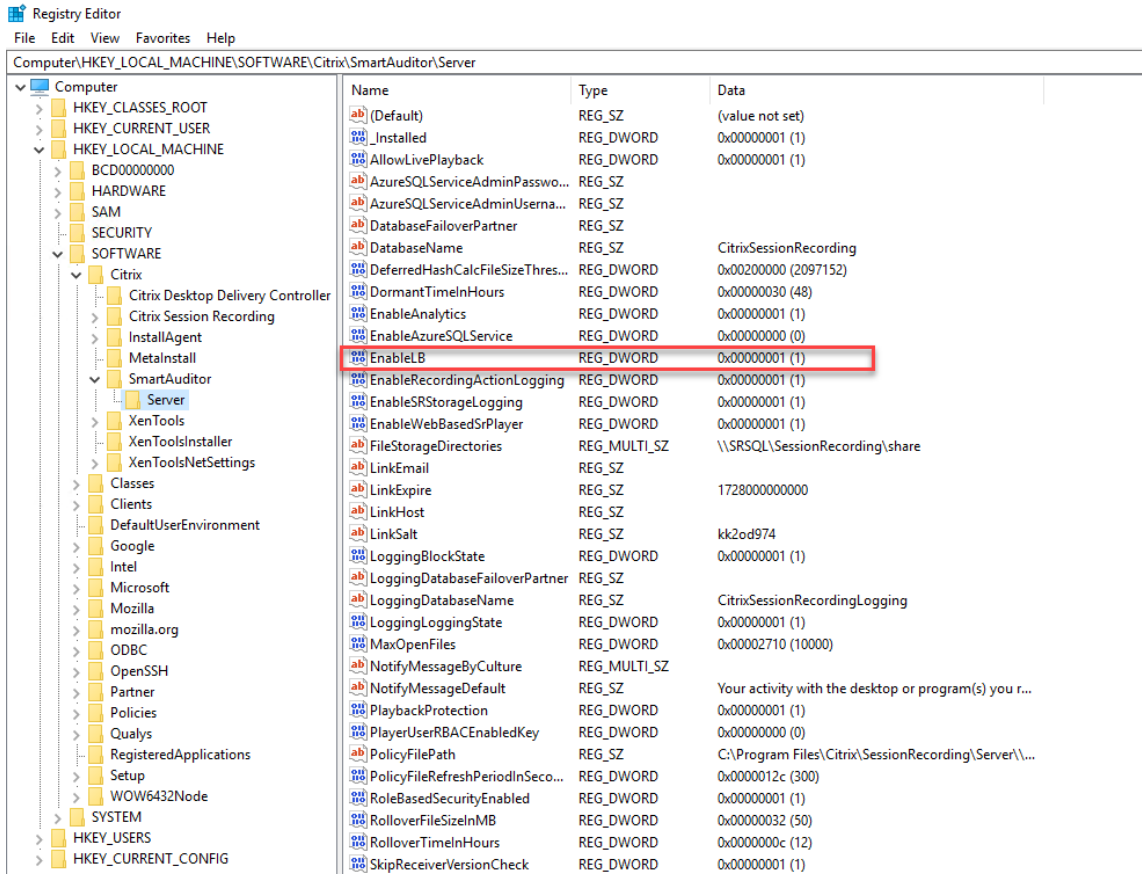 Registry Editor
File Edit View Favorites Help
Computer\HKEY_LOCAL_MACHINE\SOFTWARE\Citrix\SmartAuditor\Server
Computer
HKEY_CLASSES_ROOT
HKEY_CURRENT_USER
HKEY_LOCAL_MACHINE
BCD00000000
HARDWARE
SAM
SECURITY
SOFTWARE
Citrix
Citrix Desktop Delivery Controller
Citrix Session Recording
InstallAgent
MetaInstall
SmartAuditor
Server
XenTools
XenToolsInstaller
XenToolsNetSettings
Classes
Clients
DefaultUserEnvironment
Google
Intel
Microsoft
Mozilla
mozilla.org
ODBC
OpenSSH
Partner
Policies
Qualys
RegisteredApplications
Setup
WOW6432Node
SYSTEM
HKEY_USERS
HKEY_CURRENT_CONFIG
Name Type Data
(Default) REG_SZ (value not set)
_Installed REG_DWORD 0x00000001 (1)
AllowLivePlayback REG_DWORD 0x00000001 (1)
AzureSQLServiceAdminPasswo... REG_SZ
AzureSQLServiceAdminUserna... REG_SZ
DatabaseFailoverPartner REG_SZ
DatabaseName REG_SZ CitrixSessionRecording
DeferredHashCalcFileSizeThres... REG_DWORD 0x00200000 (2097152)
DormantTimeInHours REG_DWORD 0x00000030 (48)
EnableAnalytics REG_DWORD 0x00000001 (1)
EnableAzureSQLService REG_DWORD 0x00000000 (0)
EnableLB REG_DWORD 0x00000001 (1)
EnableRecordingActionLogging REG_DWORD 0x00000001 (1)
EnableSRStorageLogging REG_DWORD 0x00000001 (1)
EnableWebBasedSrPlayer REG_DWORD 0x00000001 (1)
FileStorageDirectories REG_MULTI_SZ \\SRSQL\SessionRecording\share
LinkEmail REG_SZ
LinkExpire REG_SZ 1728000000000
LinkHost REG_SZ
LinkSalt REG_SZ kk2od974
LoggingBlockState REG_DWORD 0x00000001 (1)
LoggingDatabaseFailoverPartner REG_SZ
LoggingDatabaseName REG_SZ CitrixSessionRecordingLogging
LoggingLoggingState REG_DWORD 0x00000001 (1)
MaxOpenFiles REG_DWORD 0x00002710 (10000)
NotifyMessageByCulture REG_MULTI_SZ
NotifyMessageDefault REG_SZ Your activity with the desktop or program(s) you r...
PlaybackProtection REG_DWORD 0x00000001 (1)
PlayerUserRBACEnabledKey REG_DWORD 0x00000000 (0)
PolicyFilePath REG_SZ C:\Program Files\Citrix\SessionRecording\Server\\...
PolicyFileRefreshPeriodInSeco... REG_DWORD 0x0000012c (300)
RoleBasedSecurityEnabled REG_DWORD 0x00000001 (1)
RolloverFileSizeInMB REG_DWORD 0x00000032 (50)
RolloverTimeInHours REG_DWORD 0x0000000c (12)
SkipReceiverVersionCheck REG_DWORD 0x00000001 (1)